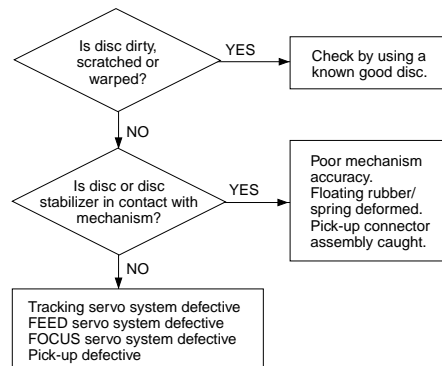 Is disc dirty,
scratched or
warped?
YES
Check by using a
known good disc.
NO
Is disc or disc
stabilizer in contact with
mechanism?
YES
Poor mechanism
accuracy.
Floating rubber/
spring deformed.
Pick-up connector
assembly caught.
NO
Tracking servo system defective
FEED servo system defective
FOCUS servo system defective
Pick-up defective